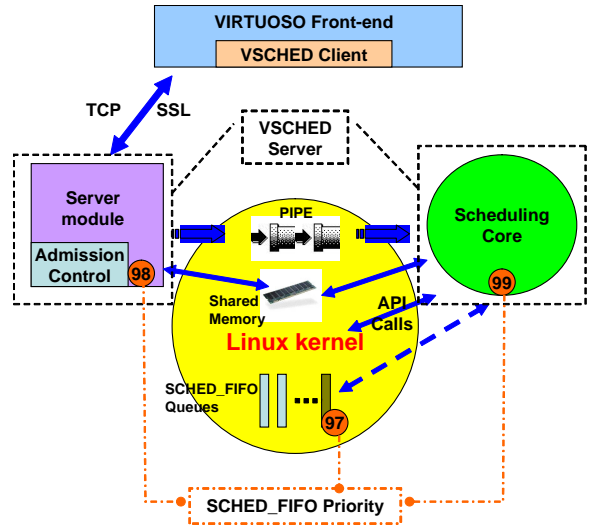 VIRTUOSO Front-end
VSCHED Client
TCP
SSL
VSCHED
Server
Server
module
Admission
Control
98
PIPE
Scheduling
Core
99
Shared
Memory
API
Calls
Linux kernel
SCHED_FIFO
Queues
97
SCHED_FIFO Priority